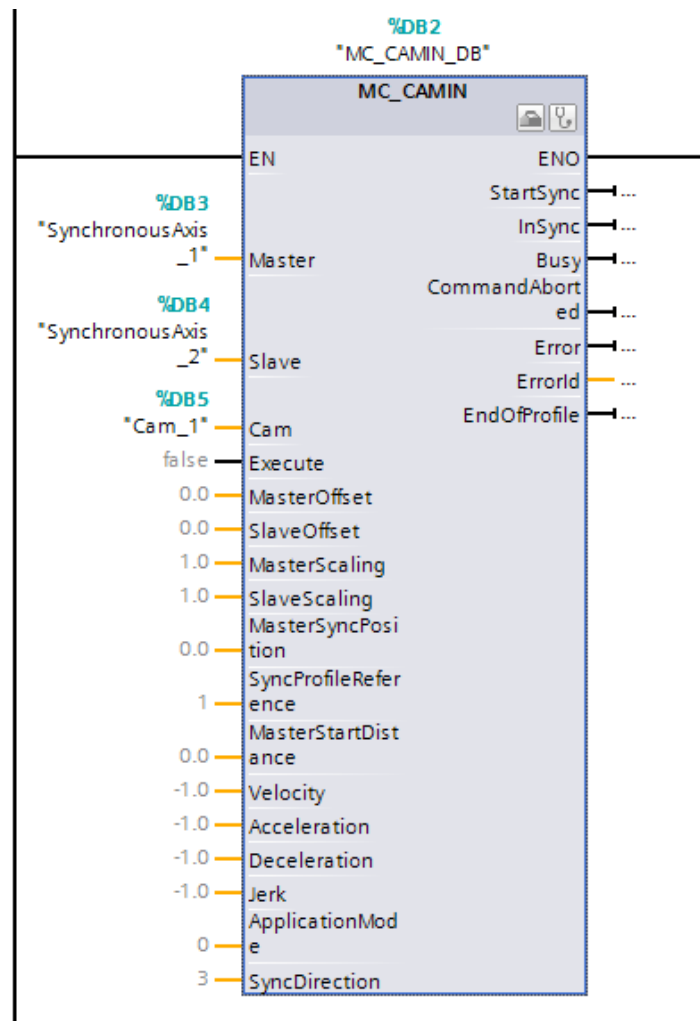 %DB2
"MC_CAMIN_DB"
MC_CAMIN
EN ENO
StartSync ...
InSync ...
%DB3
"SynchronousAxis
_1" Master
Busy ...
CommandAbort
ed ...
%DB4
"SynchronousAxis
_2" Slave
Error ...
ErrorId ...
%DB5
"Cam_1" Cam
EndOfProfile ...
false Execute
0.0 MasterOffset
0.0 SlaveOffset
1.0 MasterScaling
1.0 SlaveScaling
MasterSyncPosi
0.0 tion
SyncProfileRefer
1 ence
MasterStartDist
0.0 ance
-1.0 Velocity
-1.0 Acceleration
-1.0 Deceleration
-1.0 Jerk
ApplicationMod
0 e
3 SyncDirection